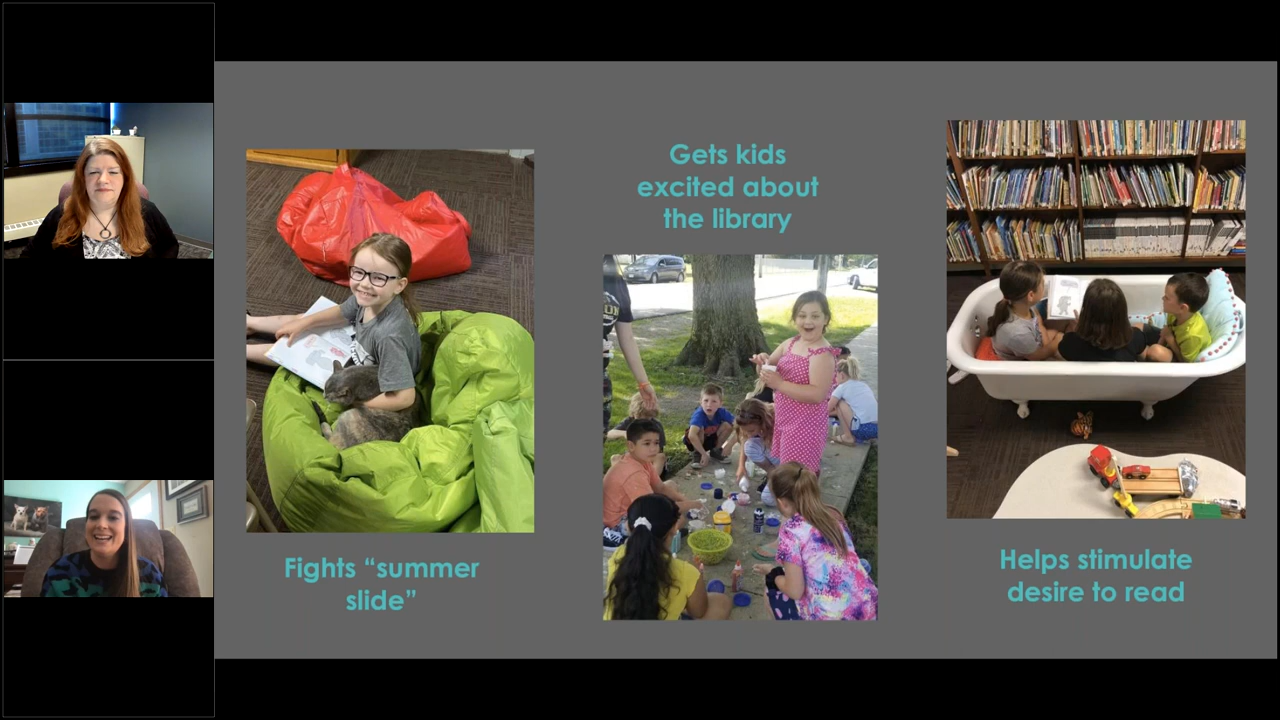 Gets kids
excited about
the library
Fights “summer
slide”
Helps stimulate
desire to read